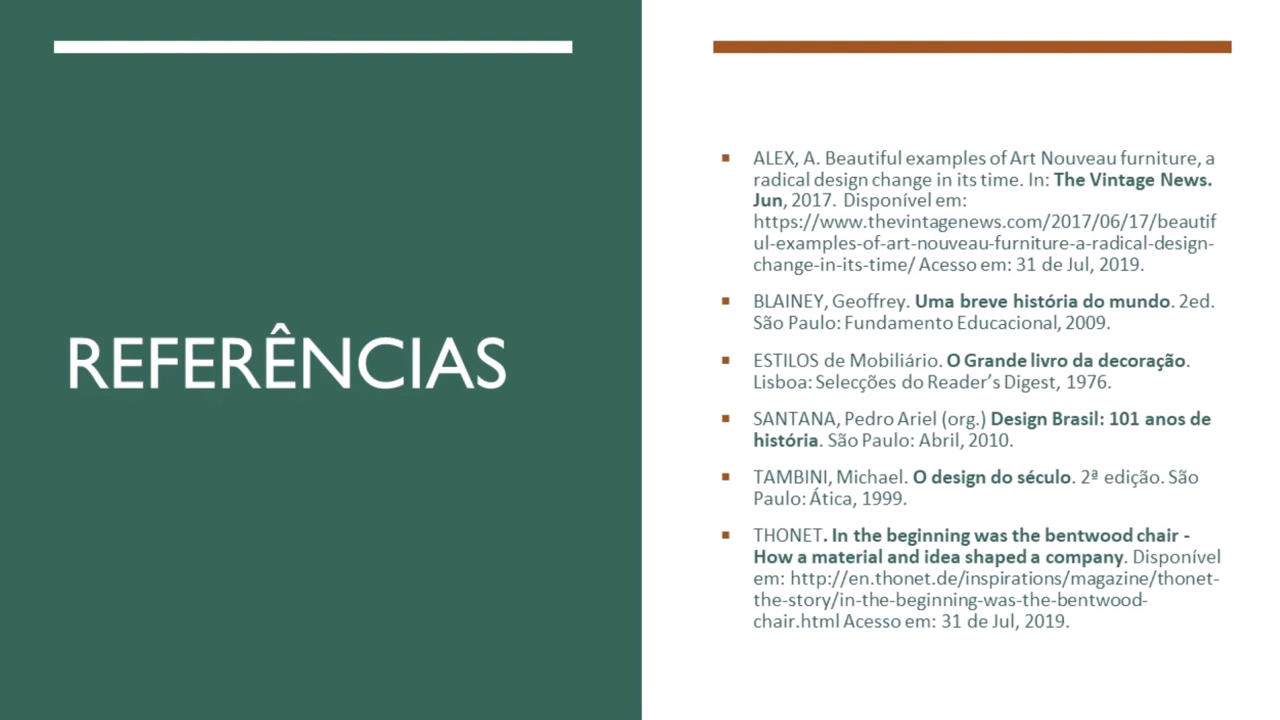 REFERÊNCIAS
ALEX, A. Beautiful examples of Art Nouveau furniture, a
radical design change in its time. In: The Vintage News.
Jun, 2017. Disponível em:
https://www.thevintagenews.com/2017/06/17/beautif
ul-examples-of-art-nouveau-furniture-a-radical-design-
change-in-its-time/ Acesso em: 31 de Jul, 2019.
BLAINEY, Geoffrey. Uma breve história do mundo. 2ed.
São Paulo: Fundamento Educacional, 2009.
ESTILOS de Mobiliário. O Grande livro da decoração.
Lisboa: Selecções do Reader’s Digest, 1976.
SANTANA, Pedro Ariel (org.) Design Brasil: 101 anos de
história. São Paulo: Abril, 2010.
TAMBINI, Michael. O design do século. 2ª edição. São
Paulo: Ática, 1999.
THONET. In the beginning was the bentwood chair -
How a material and idea shaped a company. Disponível
em: http://en.thonet.de/inspirations/magazine/thonet-
the-story/in-the-beginning-was-the-bentwood-
chair.html Acesso em: 31 de Jul, 2019.